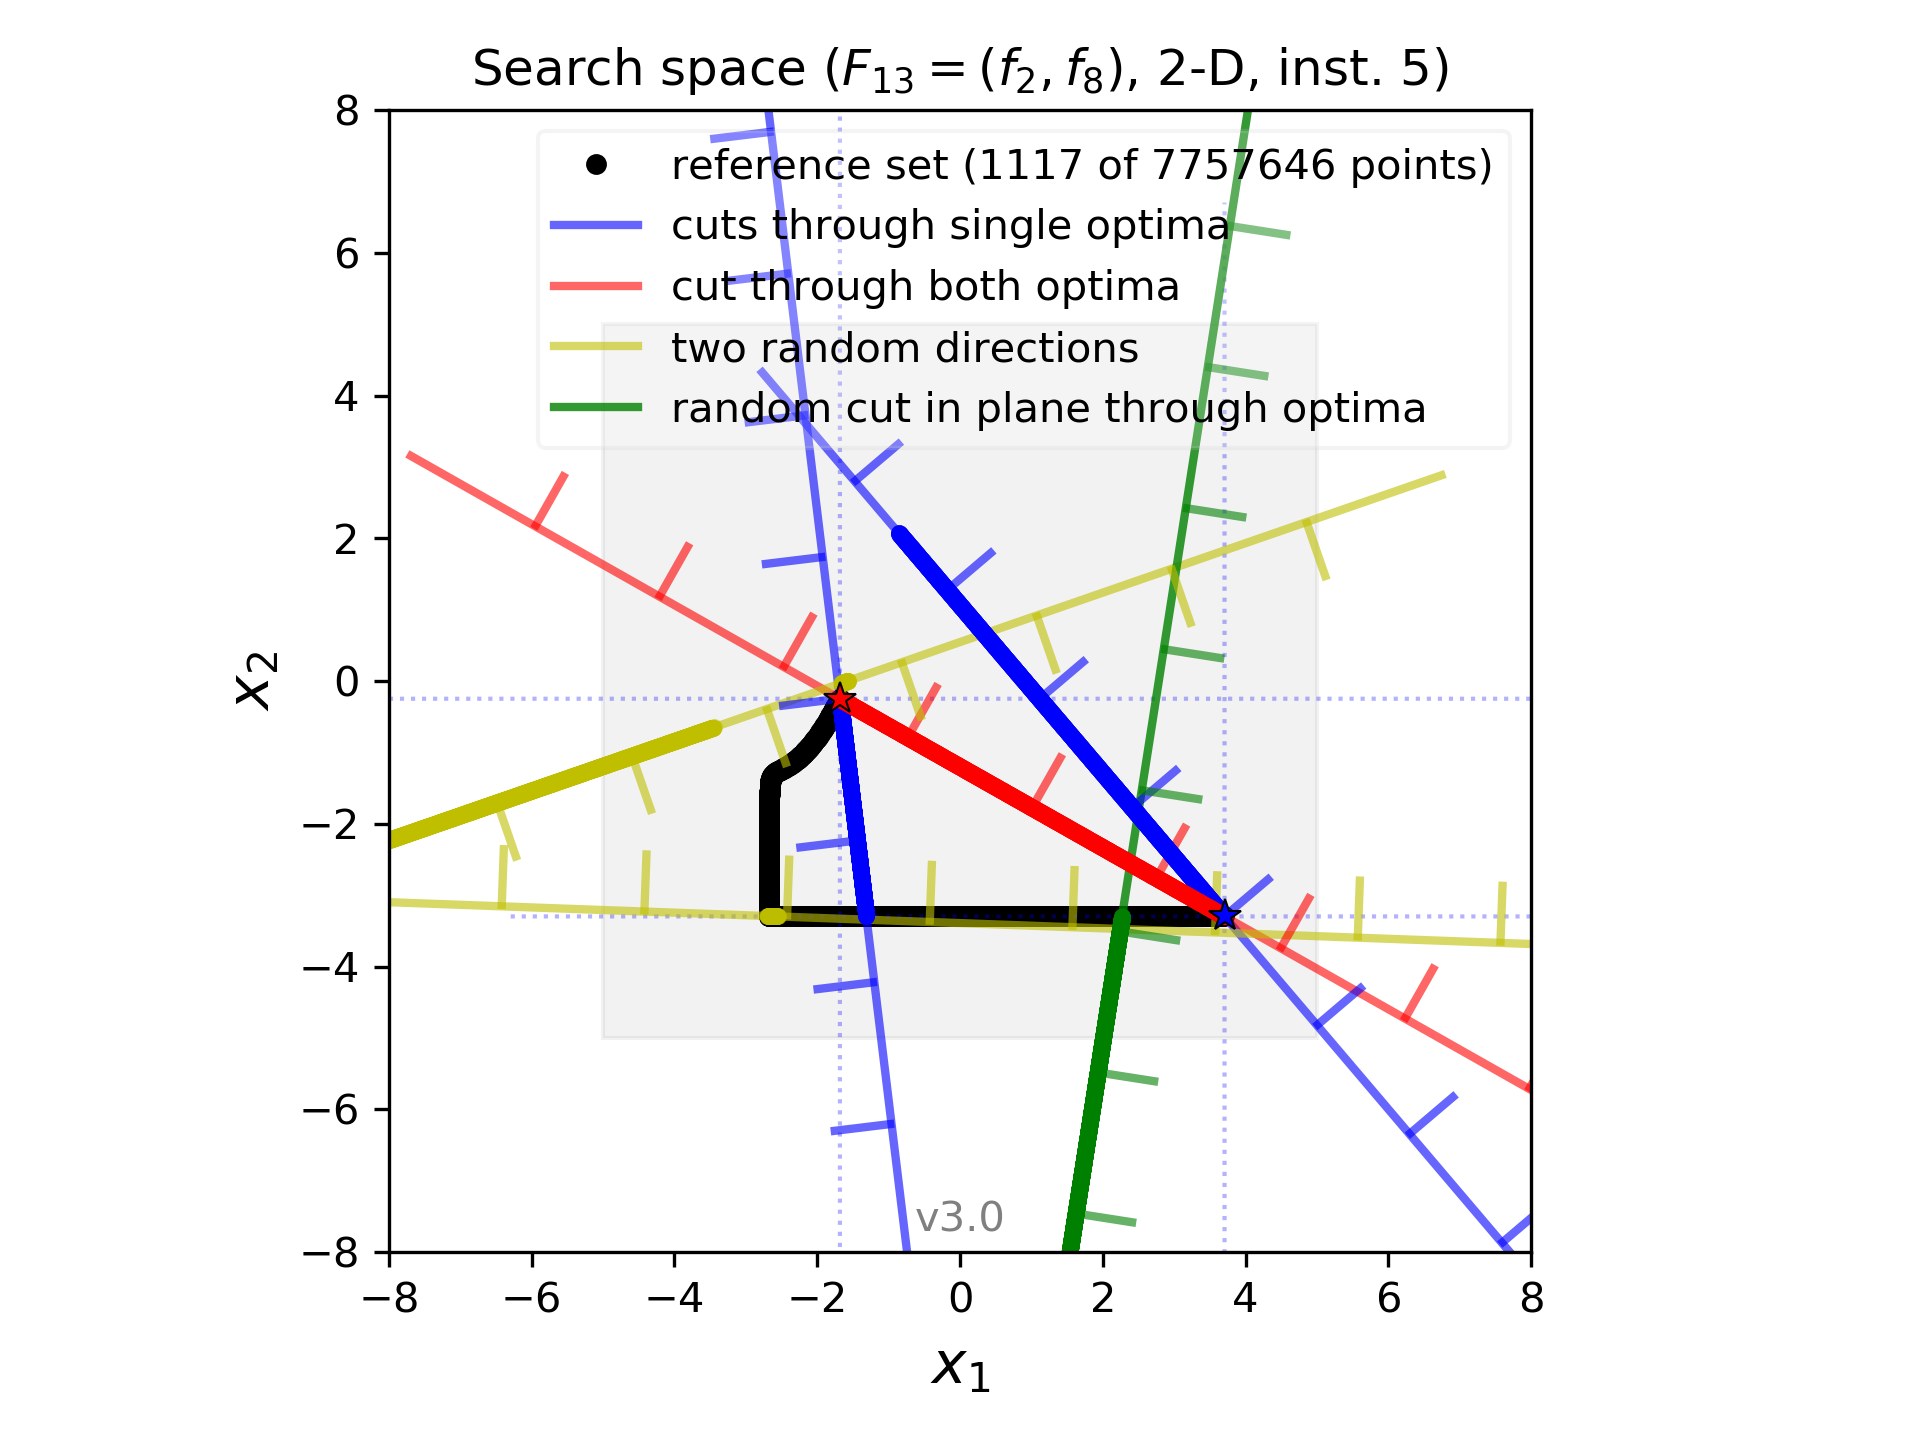 Search space (F13 = (f2, f8), 2-D, inst. 5)
reference set (1117 of 7757646 points)
cuts through single optima
cut through both optima
two random directions
random cut in plane through optima
8
6
4
2
0
−2
−4
−6
−8
x2
v3.0
−8 −6 −4 −2 0 2 4 6 8
x1